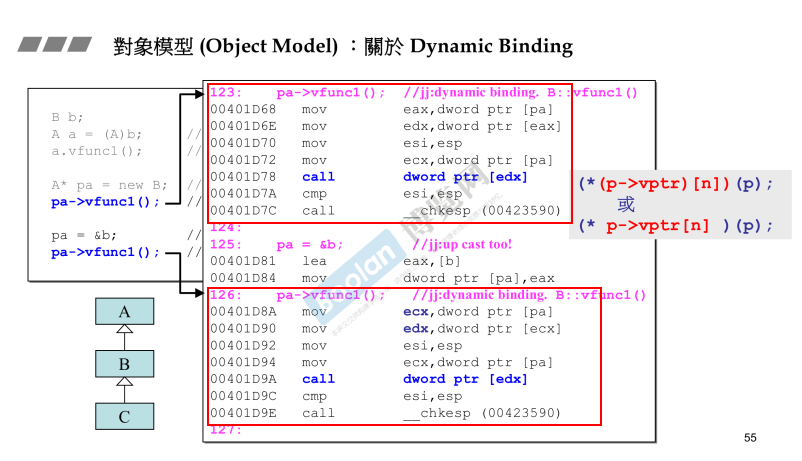 對象模型 (Object Model) ：關於 Dynamic Binding
B b;
A a = (A)b; //
a.vfunc1(); //
A* pa = new B; //
pa->vfunc1(); //
pa = &b; //
pa->vfunc1(); //
123: pa->vfunc1(); //jj:dynamic binding. B::vfunc1()
00401D68 mov eax,dword ptr [pa]
00401D6E mov edx,dword ptr [eax]
00401D70 mov esi,esp
00401D72 mov ecx,dword ptr [pa]
00401D78 call dword ptr [edx]
00401D7A cmp esi,esp
00401D7C call __chkesp (00423590)
124:
125: pa = &b; //jj:up cast too!
00401D81 lea eax,[b]
00401D84 mov dword ptr [pa],eax
126: pa->vfunc1(); //jj:dynamic binding. B::vfunc1()
00401D8A mov ecx,dword ptr [pa]
00401D90 mov edx,dword ptr [ecx]
00401D92 mov esi,esp
00401D94 mov ecx,dword ptr [pa]
00401D9A call dword ptr [edx]
00401D9C cmp esi,esp
00401D9E call __chkesp (00423590)
127:
(*(p->vptr)[n])(p);
或
(* p->vptr[n] )(p);
A
B
C
Boolan 博览网
55